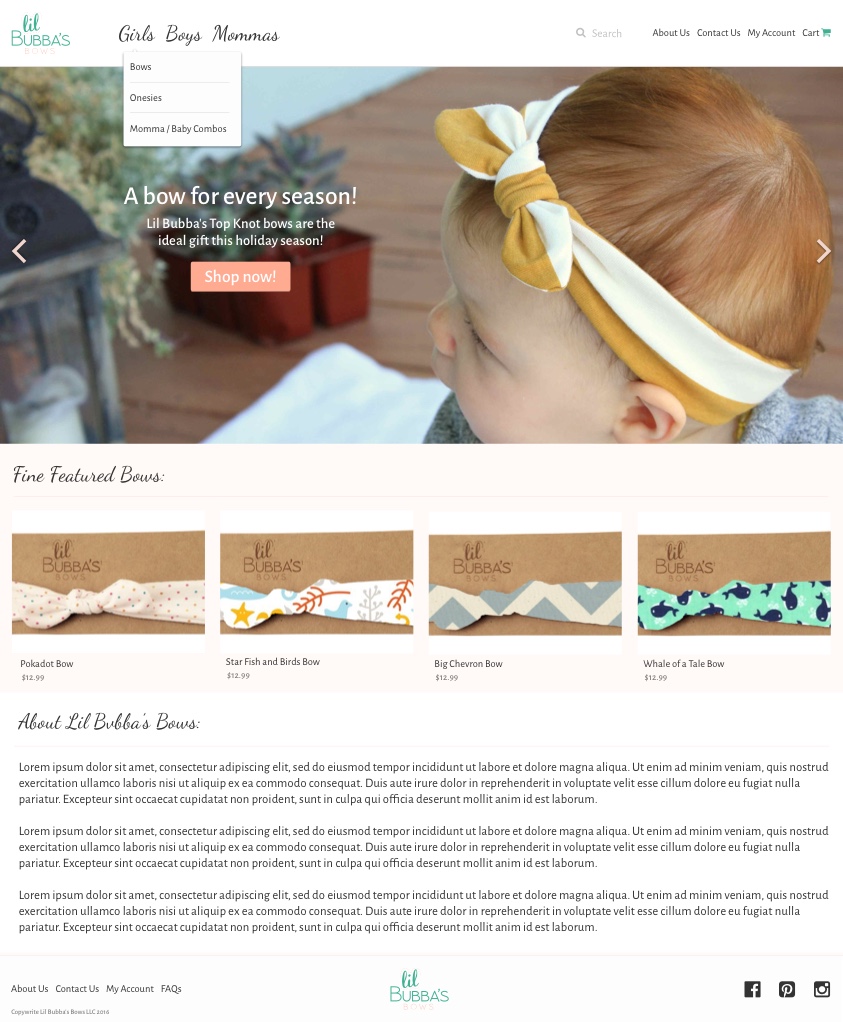 lil
BUBBA'S
BOWS
Girls Boys Mommas
Search
About Us Contact Us My Account Cart
Bows
Onesies
Momma / Baby Combos
A bow for every season!
Lil Bubba's Top Knot bows are the
ideal gift this holiday season!
Shop now!
Fine Featured Bows:
lil
BUBBA'S
BOWS
lil
BUBBA'S
BOWS
lil
BUBBA'S
BOWS
lil
BUBBA'S
BOWS
Pokadot Bow
$12.99
Star Fish and Birds Bow
$12.99
Big Chevron Bow
$12.99
Whale of a Tale Bow
$12.99
About Lil Bvbba's Bows:
Lorem ipsum dolor sit amet, consectetur adipiscing elit, sed do eiusmod tempor incididunt ut labore et dolore magna aliqua. Ut enim ad minim veniam, quis nostrud
exercitation ullamco laboris nisi ut aliquip ex ea commodo consequat. Duis aute irure dolor in reprehenderit in voluptate velit esse cillum dolore eu fugiat nulla
pariatur. Excepteur sint occaecat cupidatat non proident, sunt in culpa qui officia deserunt mollit anim id est laborum.
Lorem ipsum dolor sit amet, consectetur adipiscing elit, sed do eiusmod tempor incididunt ut labore et dolore magna aliqua. Ut enim ad minim veniam, quis nostrud
exercitation ullamco laboris nisi ut aliquip ex ea commodo consequat. Duis aute irure dolor in reprehenderit in voluptate velit esse cillum dolore eu fugiat nulla
pariatur. Excepteur sint occaecat cupidatat non proident, sunt in culpa qui officia deserunt mollit anim id est laborum.
Lorem ipsum dolor sit amet, consectetur adipiscing elit, sed do eiusmod tempor incididunt ut labore et dolore magna aliqua. Ut enim ad minim veniam, quis nostrud
exercitation ullamco laboris nisi ut aliquip ex ea commodo consequat. Duis aute irure dolor in reprehenderit in voluptate velit esse cillum dolore eu fugiat nulla
pariatur. Excepteur sint occaecat cupidatat non proident, sunt in culpa qui officia deserunt mollit anim id est laborum.
About Us Contact Us My Account FAQs
lil
BUBBA'S
BOWS
Copywrite Lil Bubba's Bows LLC 2016